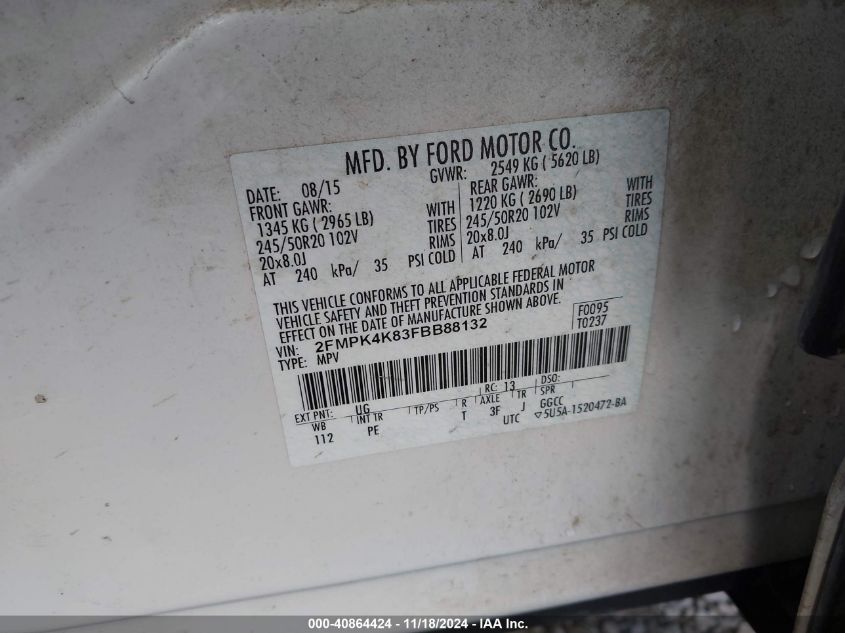 MFD. BY FORD MOTOR CO.
DATE: 08/15 GVWR: 2549 KG ( 5620 LB)
FRONT GAWR: REAR GAWR:
1345 KG ( 2965 LB) WITH 1220 KG ( 2690 LB) WITH
245/50R20 102V TIRES 245/50R20 102V TIRES
20x8.0J RIMS 20x8.0J RIMS
AT 240 kPa/ 35 PSI COLD AT 240 kPa/ 35 PSI COLD
THIS VEHICLE CONFORMS TO ALL APPLICABLE FEDERAL MOTOR
VEHICLE SAFETY AND THEFT PREVENTION STANDARDS IN
EFFECT ON THE DATE OF MANUFACTURE SHOWN ABOVE.
F0095
VIN: 2FMPK4K83FBB88132 T0237
TYPE: MPV
EXT PNT: UG RC: 13 DSO:
WB INT TR TP/PS R AXLE TR SPR
112 PE T 3F J GGCC
UTC ▽5U5A-1520472-BA
000-40864424 - 11/18/2024 - IAA Inc.